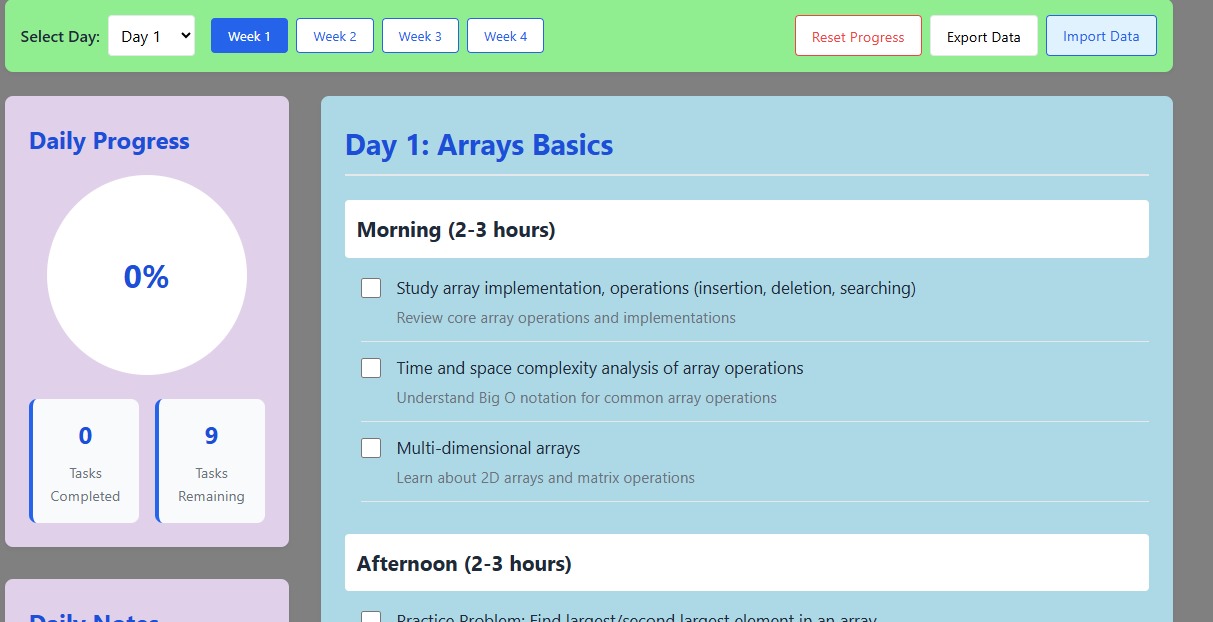 Select Day: Day 1 Week 1 Week 2 Week 3 Week 4 Reset Progress Export Data Import Data
Daily Progress
0%
0
Tasks
Completed
9
Tasks
Remaining
Daily Notes
Day 1: Arrays Basics
Morning (2-3 hours)
Study array implementation, operations (insertion, deletion, searching)
Review core array operations and implementations
Time and space complexity analysis of array operations
Understand Big O notation for common array operations
Multi-dimensional arrays
Learn about 2D arrays and matrix operations
Afternoon (2-3 hours)
Practice Problem: Find largest/second largest element in an array